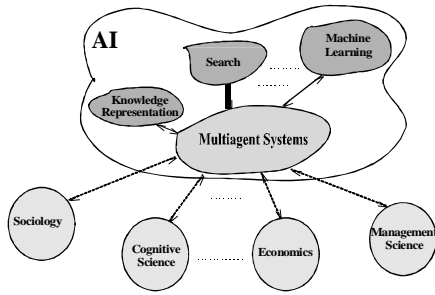 AI
Search
Machine
Learning
Knowledge
Representation
Multiagent Systems
Sociology
Cognitive
Science
Economics
Management
Science